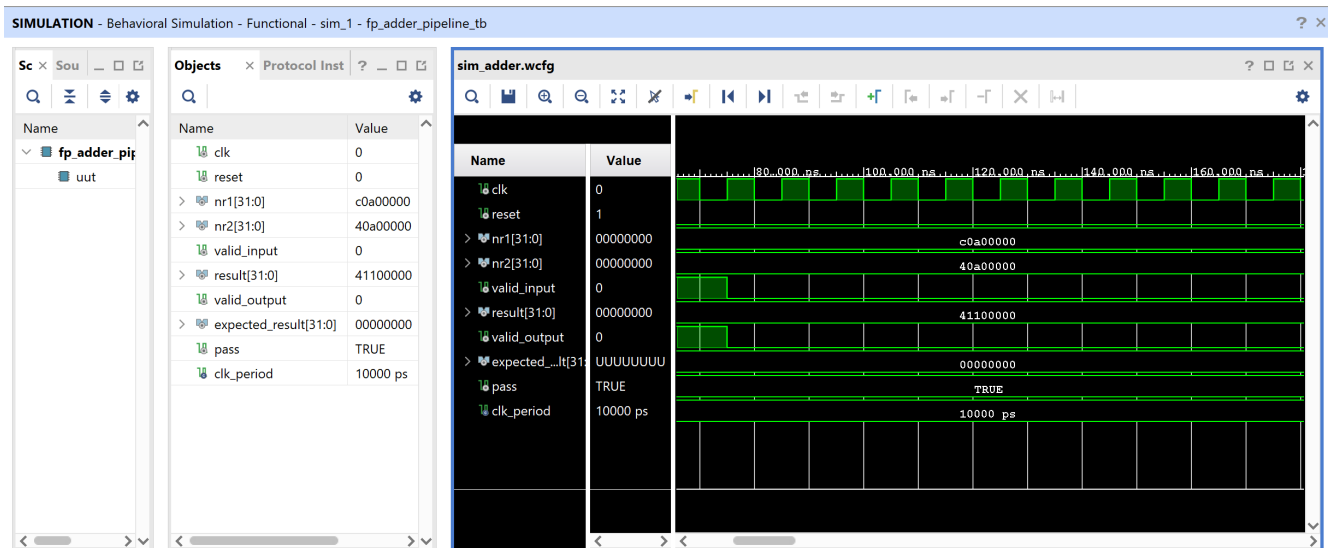 SIMULATION - Behavioral Simulation - Functional - sim_1 - fp_adder_pipeline_tb ? ×
Sc × Sou
Name
fp_adder_pip
uut
Objects × Protocol Inst ?
Name Value
clk 0
reset 0
nr1[31:0] c0a00000
nr2[31:0] 40a00000
valid_input 0
result[31:0] 41100000
valid_output 0
expected_result[31:0] 00000000
pass TRUE
clk_period 10000 ps
sim_adder.wcfg ?
Name Value
clk 0
reset 1
nr1[31:0] 00000000
nr2[31:0] 00000000
valid_input 0
result[31:0] 00000000
valid_output 0
expected_...lt[31: UUUUUUUU
pass TRUE
clk_period 10000 ps
80.000 ns 100.000 ns 120.000 ns 140.000 ns 160.000 ns
c0a00000
40a00000
41100000
00000000
TRUE
10000 ps